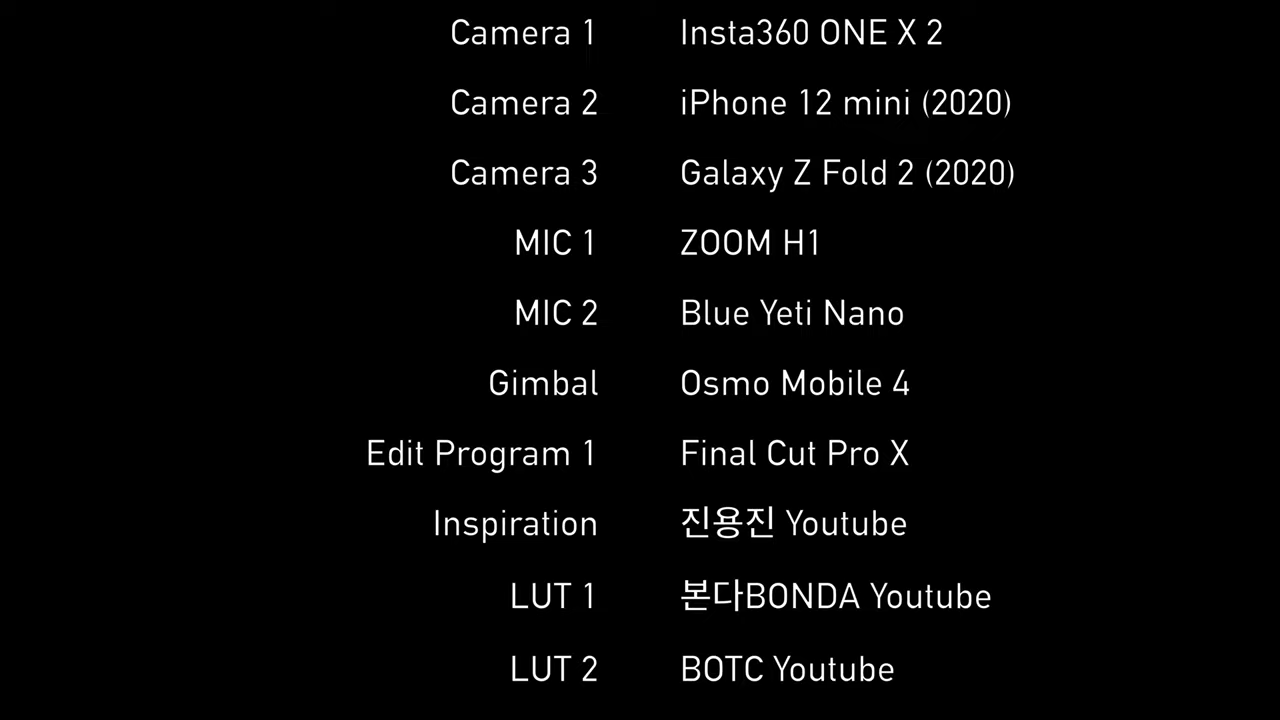 Camera 1 Insta360 ONE X 2
Camera 2 iPhone 12 mini (2020)
Camera 3 Galaxy Z Fold 2 (2020)
MIC 1 ZOOM H1
MIC 2 Blue Yeti Nano
Gimbal Osmo Mobile 4
Edit Program 1 Final Cut Pro X
Inspiration 진용진 Youtube
LUT 1 본다BONDA Youtube
LUT 2 BOTC Youtube